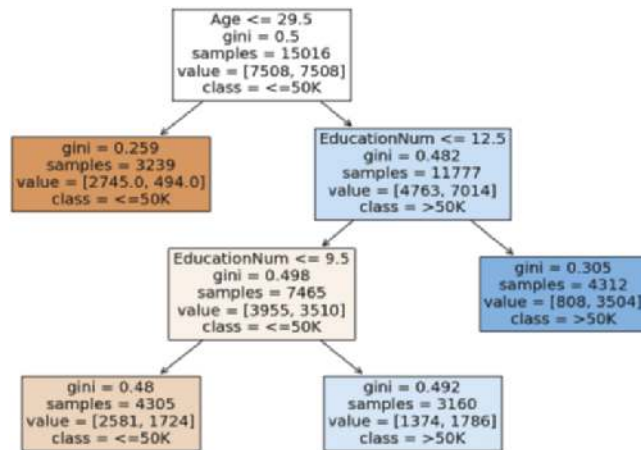 Age <= 29.5
gini = 0.5
samples = 15016
value = [7508, 7508]
class = <=50K
gini = 0.259
samples = 3239
value = [2745.0, 494.0]
class = <=50K
EducationNum <= 12.5
gini = 0.482
samples = 11777
value = [4763, 7014]
class = >50K
EducationNum <= 9.5
gini = 0.498
samples = 7465
value = [3955, 3510]
class = <=50K
gini = 0.305
samples = 4312
value = [808, 3504]
class = >50K
gini = 0.48
samples = 4305
value = [2581, 1724]
class = <=50K
gini = 0.492
samples = 3160
value = [1374, 1786]
class = >50K